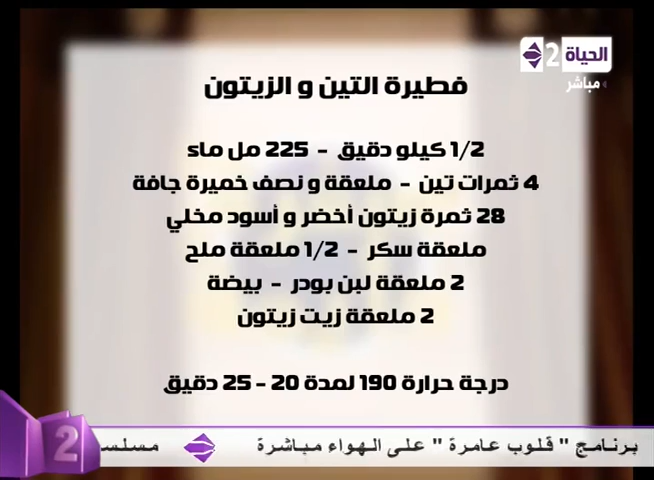 الحياة 2
مباشر
فطيرة التين و الزيتون
1/2 كيلو دقيق - 225 مل ماء
4 ثمرات تين - ملعقة و نصف خميرة جافة
28 ثمرة زيتون أخضر و أسود مخلي
ملعقة سكر - 1/2 ملعقة ملح
2 ملعقة لبن بودر - بيضة
2 ملعقة زيت زيتون
درجة حرارة 190 لمدة 20 - 25 دقيق
برنامج " قلوب عامرة " على الهواء مباشرة
مسلسـ
2